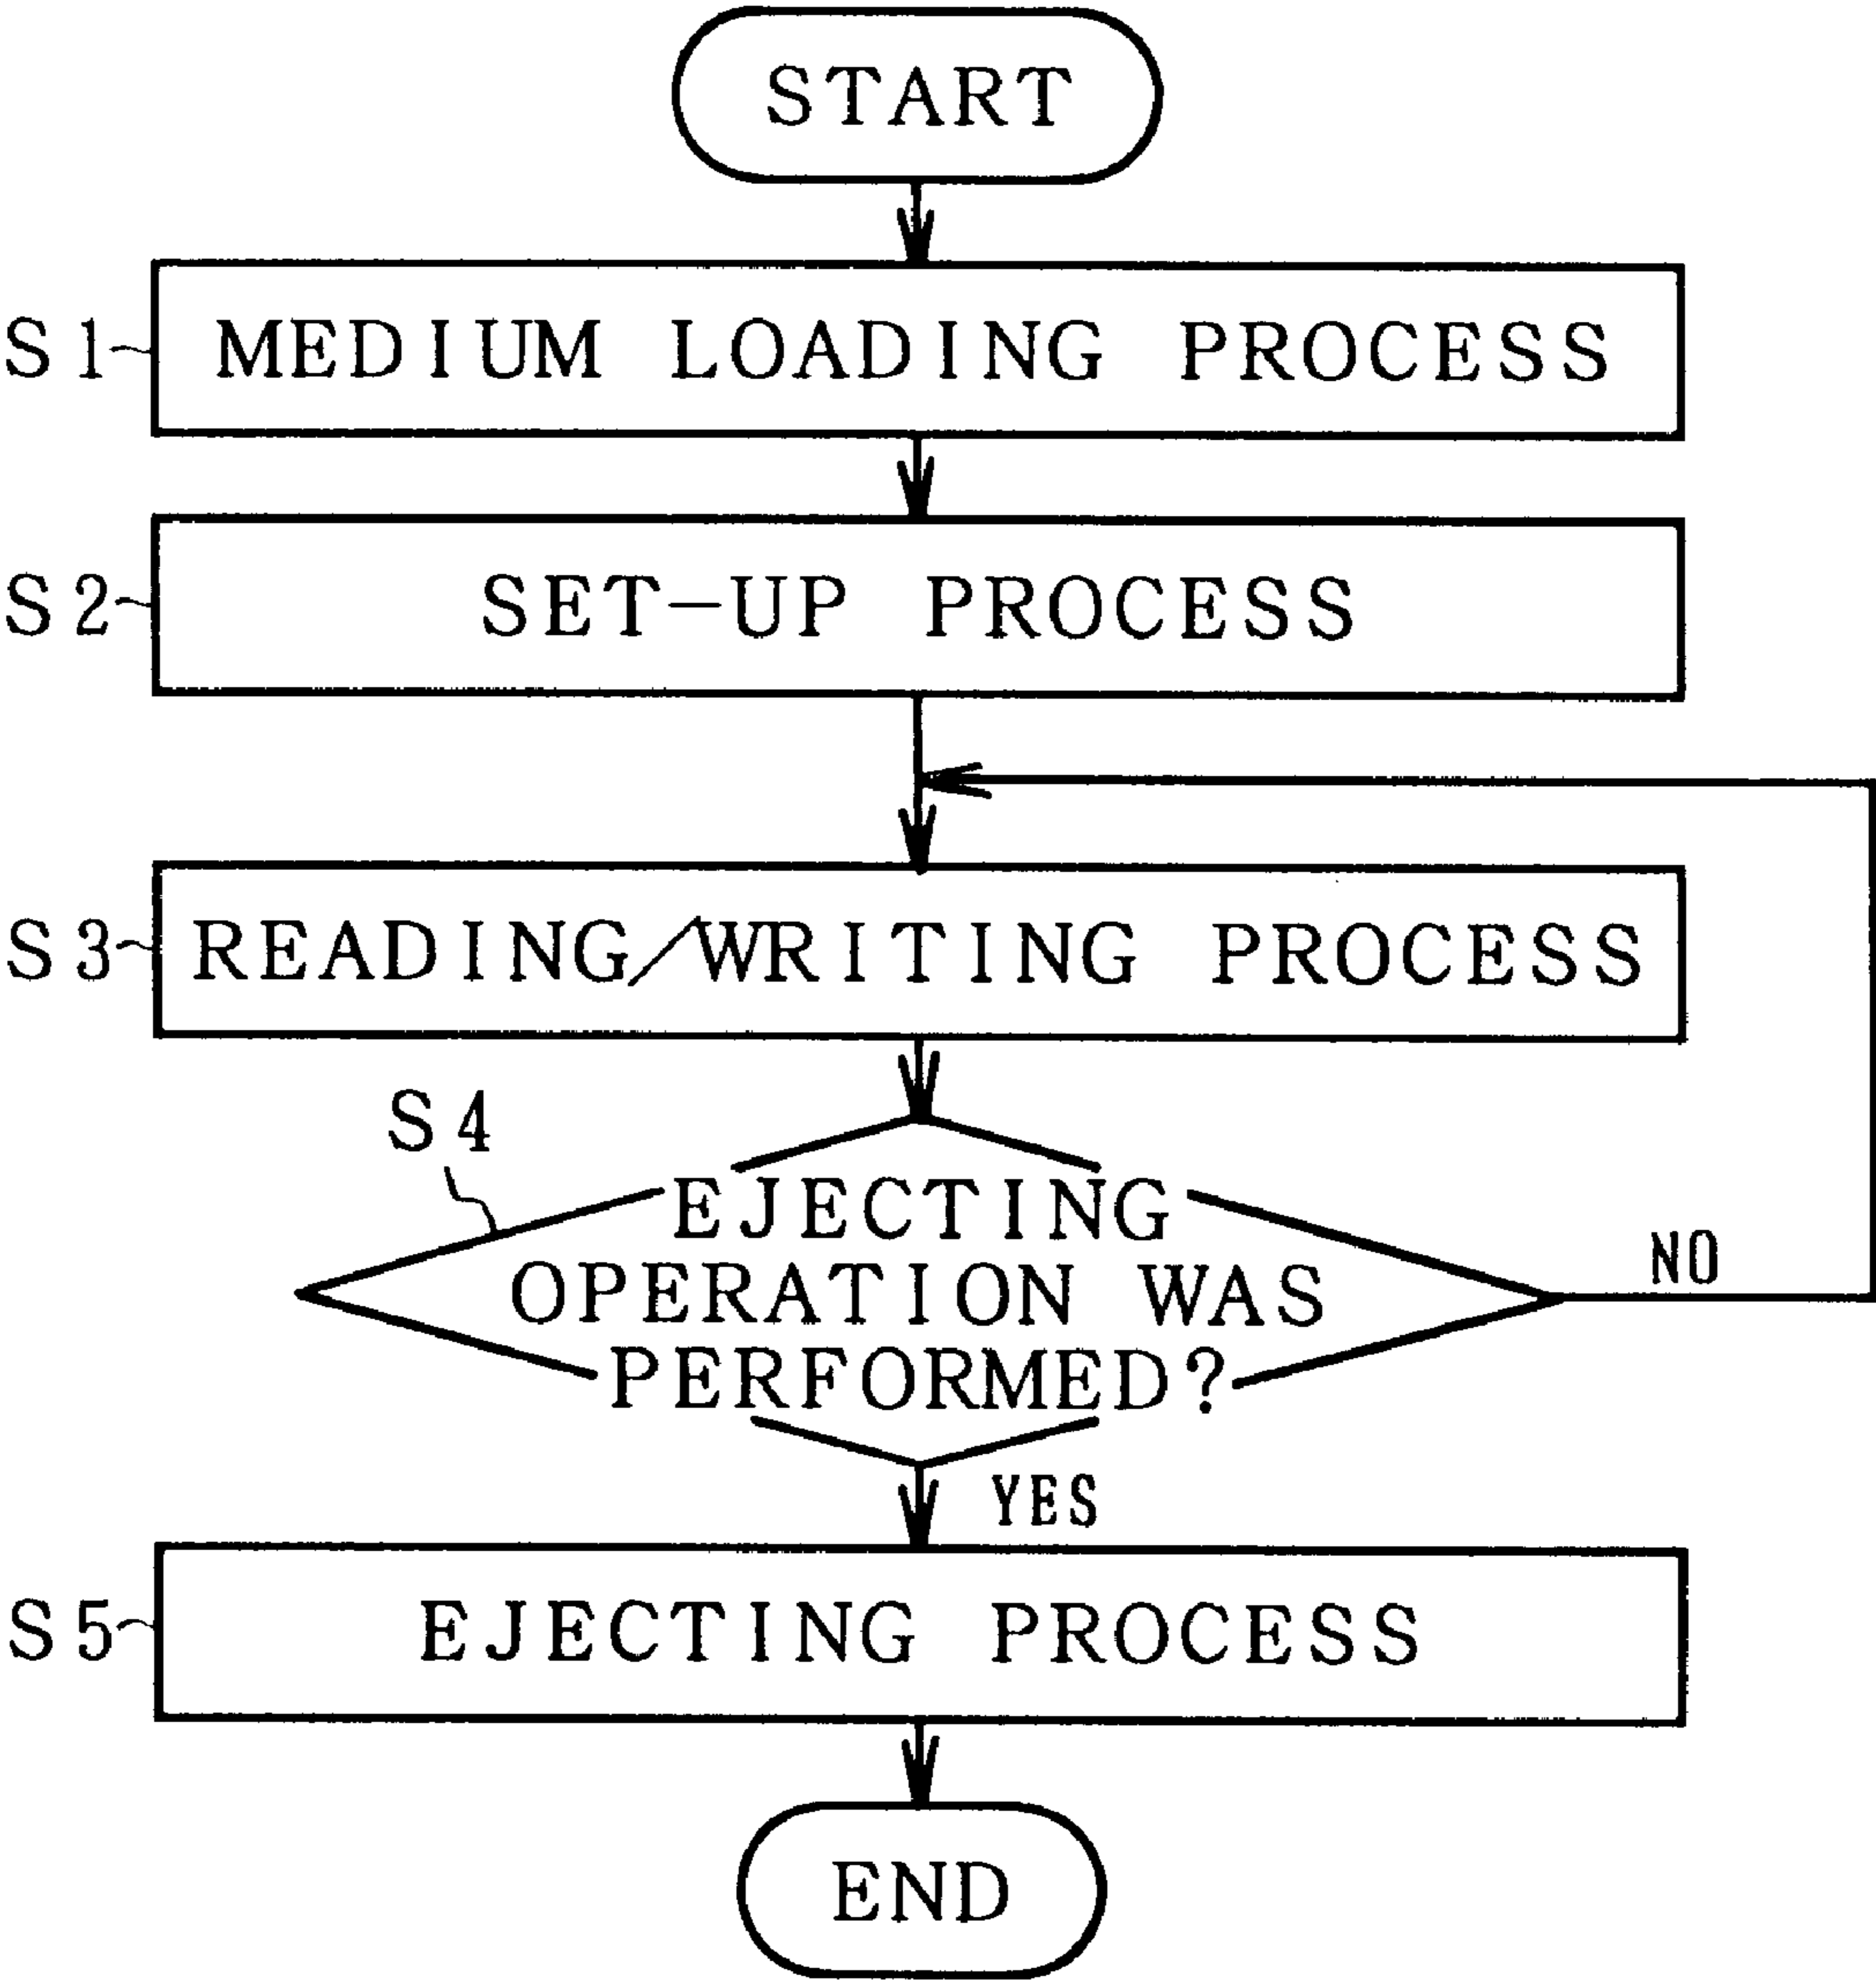 START
S1 MEDIUM LOADING PROCESS
S2 SET-UP PROCESS
S3 READING/WRITING PROCESS
S4
EJECTING
OPERATION WAS
PERFORMED?
NO
YES
S5 EJECTING PROCESS
END